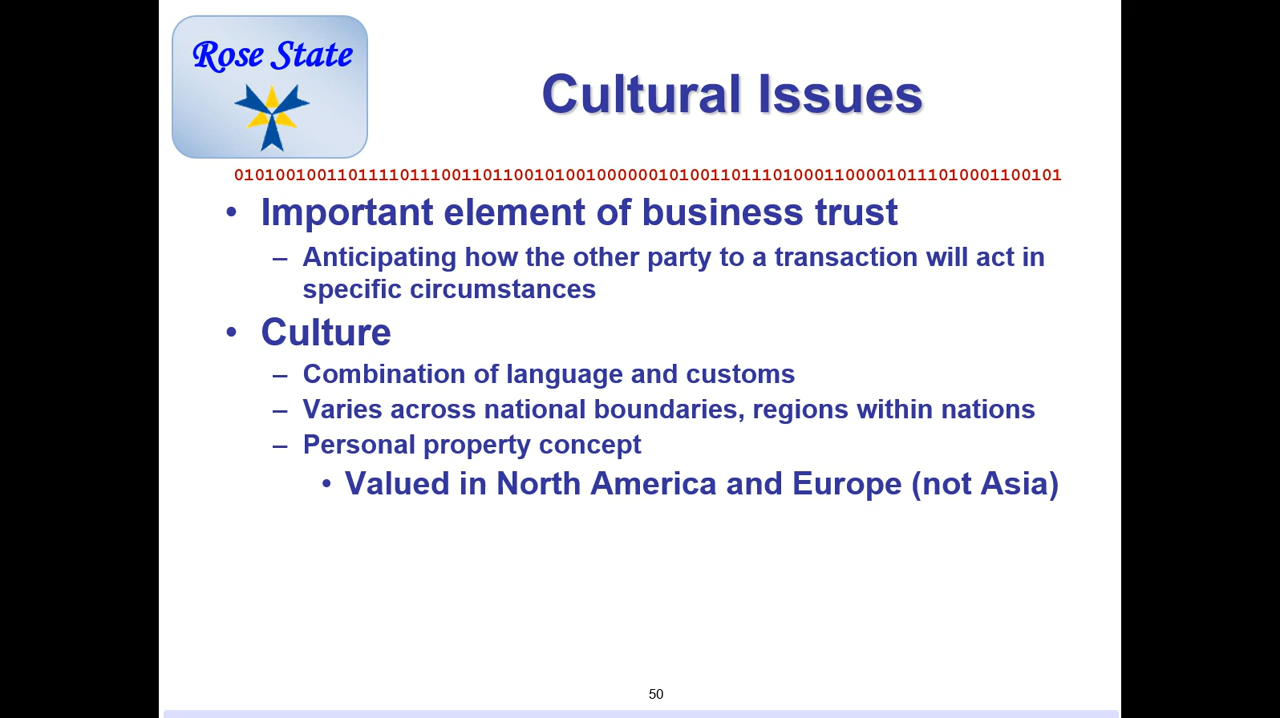 Rose State
Cultural Issues
01010010011011110111001101100101001000000101001101110100011000010111010001100101
• Important element of business trust
– Anticipating how the other party to a transaction will act in
specific circumstances
• Culture
– Combination of language and customs
– Varies across national boundaries, regions within nations
– Personal property concept
• Valued in North America and Europe (not Asia)
50